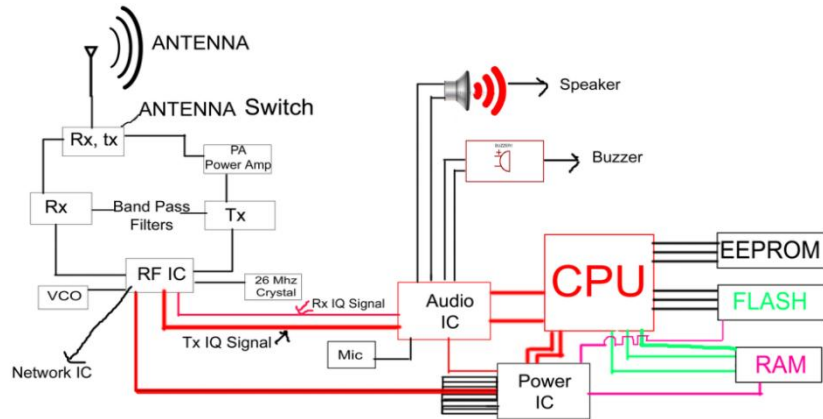 ANTENNA
Speaker
ANTENNA Switch
Rx, tx
PA
Power Amp
BUZZER1
Buzzer
Rx
Band Pass
Filters
Tx
RF IC
26 Mhz
Crystal
VCO
Rx IQ Signal
Tx IQ Signal
Audio
IC
CPU
EEPROM
FLASH
RAM
Mic
Network IC
Power
IC